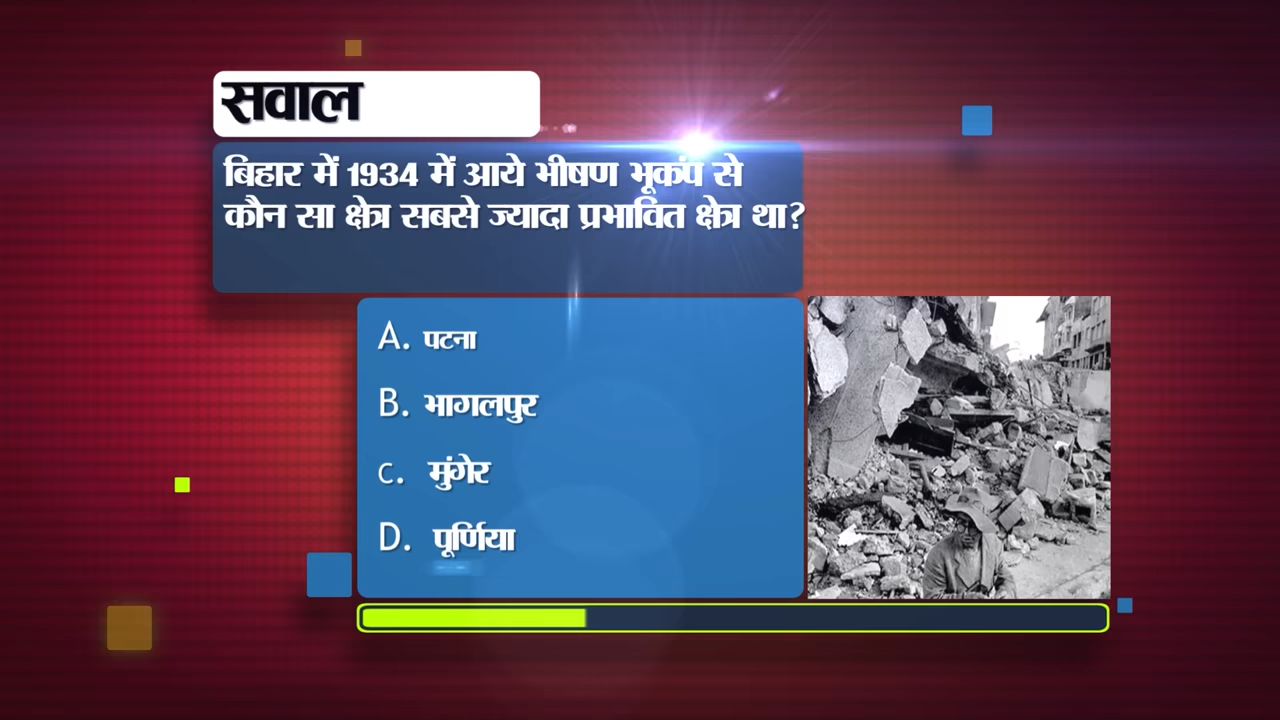 सवाल
बिहार में 1934 में आये भीषण भूकंप से
कौन सा क्षेत्र सबसे ज्यादा प्रभावित क्षेत्र था?
A. पटना
B. भागलपुर
C. मुंगेर
D. पूर्णिया